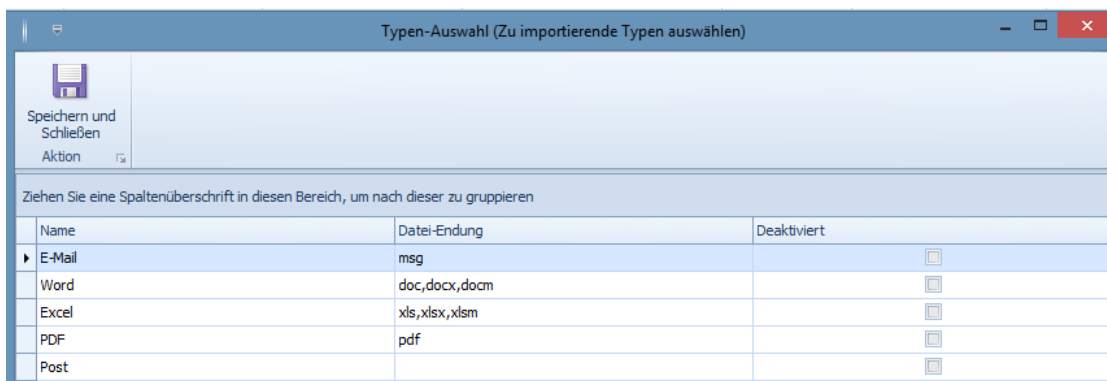 Typen-Auswahl (Zu importierende Typen auswählen)
Speichern und
Schließen
Aktion
Ziehen Sie eine Spaltenüberschrift in diesen Bereich, um nach dieser zu gruppieren
Name Datei-Endung Deaktiviert
E-Mail msg
Word doc,docx,docm
Excel xls,xlsx,xlsm
PDF pdf
Post